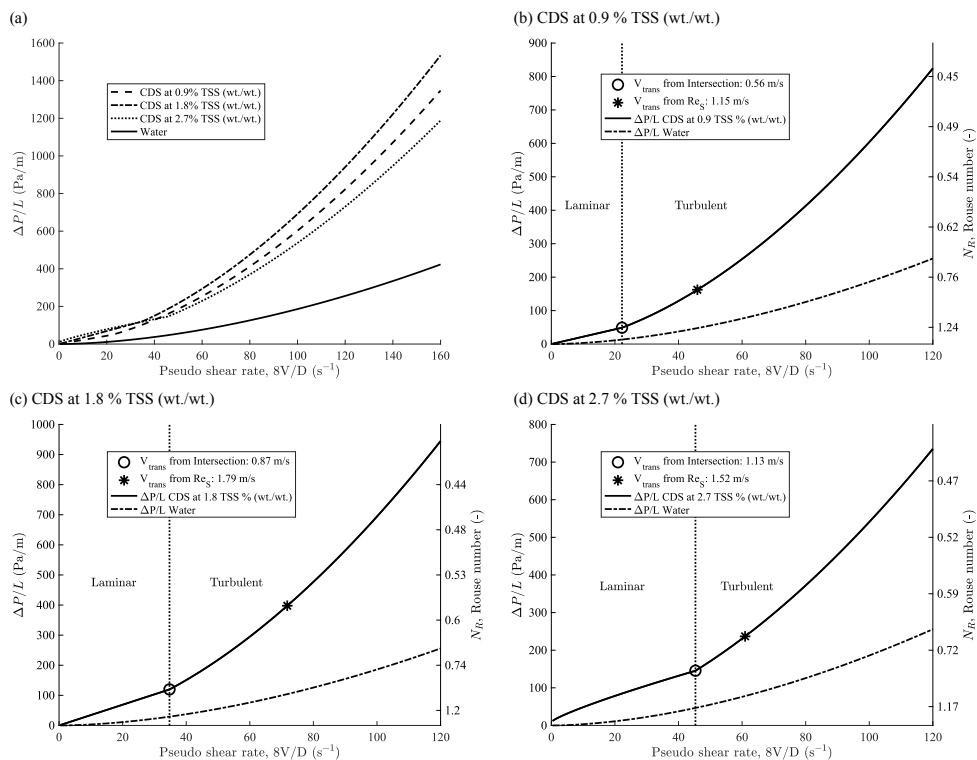 (a)
1600
1400
1200
1000
800
600
400
200
0
ΔP/L (Pa/m)
CDS at 0.9% TSS (wt./wt.)
CDS at 1.8% TSS (wt./wt.)
CDS at 2.7% TSS (wt./wt.)
Water
0 20 40 60 80 100 120 140 160
Pseudo shear rate, 8V/D (s⁻¹)
(b) CDS at 0.9 % TSS (wt./wt.)
900
800
700
600
500
400
300
200
100
0
ΔP/L (Pa/m)
V_trans from Intersection: 0.56 m/s
V_trans from Re_S: 1.15 m/s
ΔP/L CDS at 0.9 TSS % (wt./wt.)
ΔP/L Water
Laminar
Turbulent
0.45
0.49
0.54
0.62
0.76
1.24
N_R, Rouse number (-)
0 20 40 60 80 100 120
Pseudo shear rate, 8V/D (s⁻¹)
(c) CDS at 1.8 % TSS (wt./wt.)
1000
900
800
700
600
500
400
300
200
100
0
ΔP/L (Pa/m)
V_trans from Intersection: 0.87 m/s
V_trans from Re_S: 1.79 m/s
ΔP/L CDS at 1.8 TSS % (wt./wt.)
ΔP/L Water
Laminar
Turbulent
0.44
0.48
0.53
0.6
0.74
1.2
N_R, Rouse number (-)
0 20 40 60 80 100 120
Pseudo shear rate, 8V/D (s⁻¹)
(d) CDS at 2.7 % TSS (wt./wt.)
800
700
600
500
400
300
200
100
0
ΔP/L (Pa/m)
V_trans from Intersection: 1.13 m/s
V_trans from Re_S: 1.52 m/s
ΔP/L CDS at 2.7 TSS % (wt./wt.)
ΔP/L Water
Laminar
Turbulent
0.47
0.52
0.59
0.72
1.17
N_R, Rouse number (-)
0 20 40 60 80 100 120
Pseudo shear rate, 8V/D (s⁻¹)